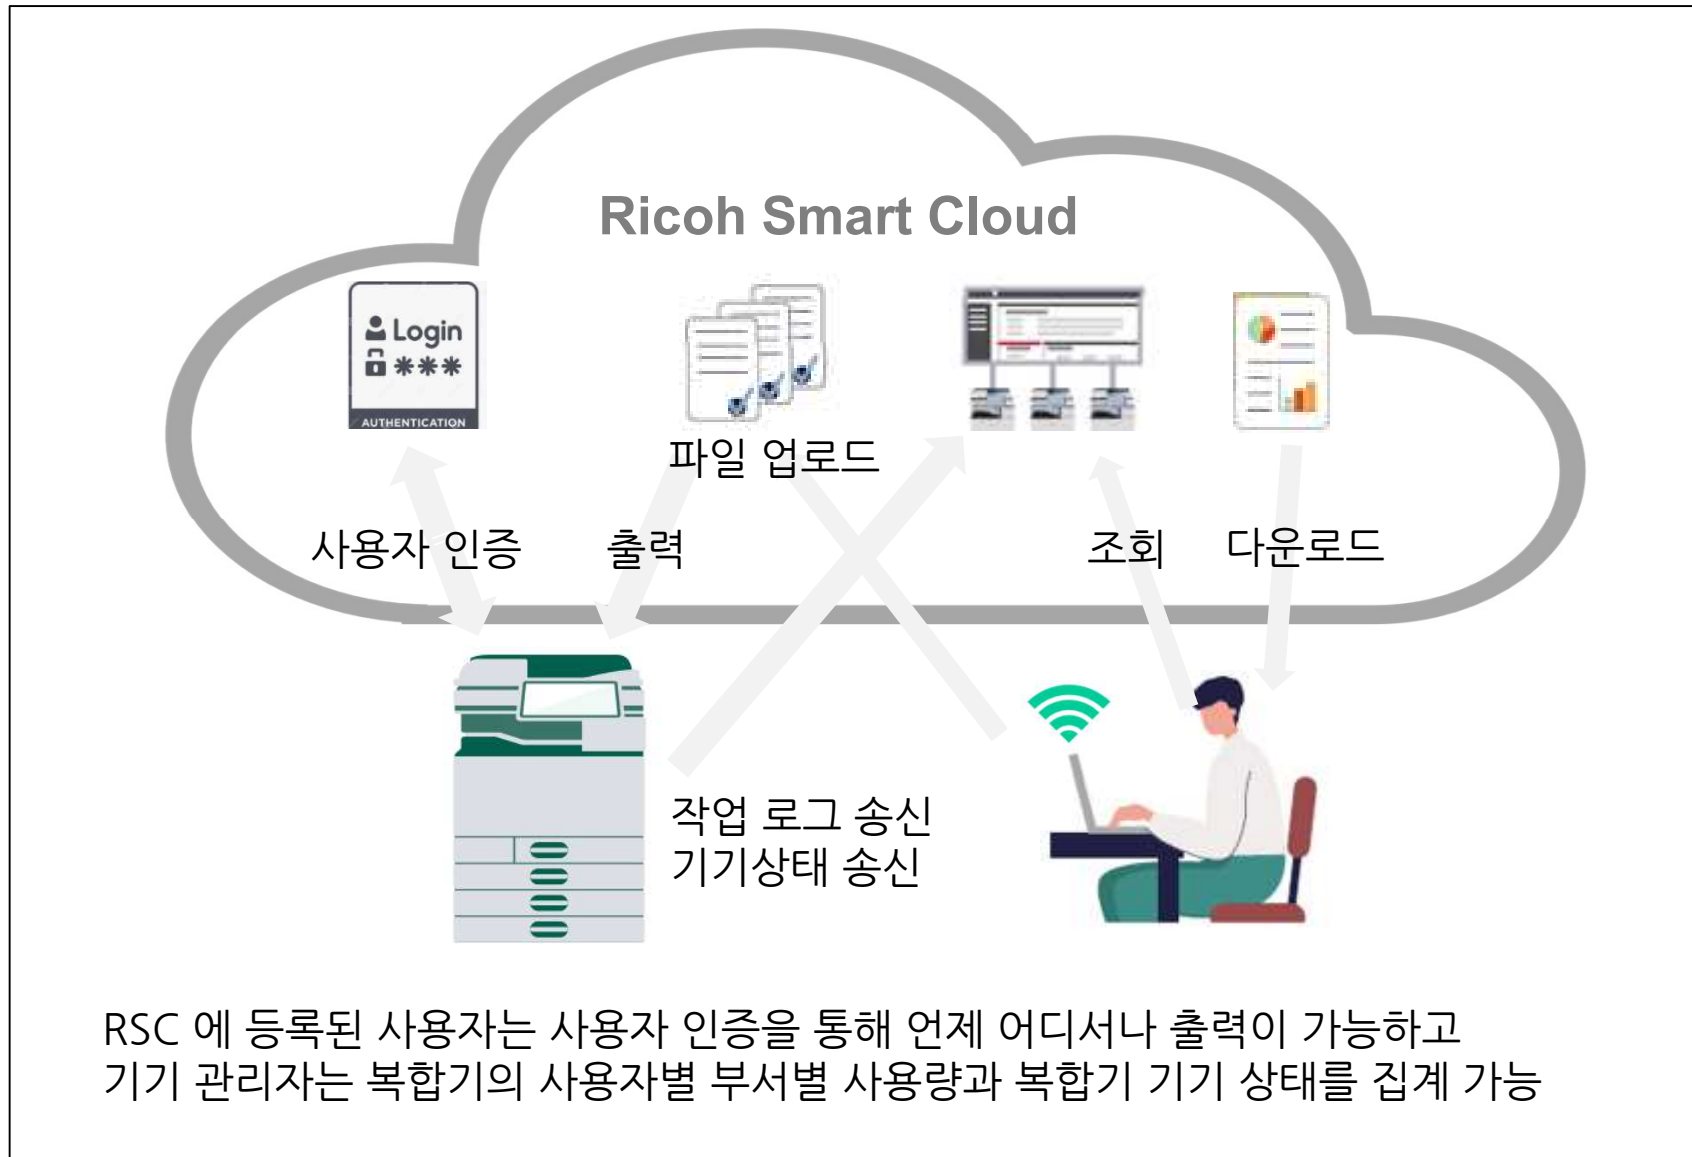 Ricoh Smart Cloud
Login
***
AUTHENTICATION
파일 업로드
사용자 인증
출력
조회
다운로드
작업 로그 송신
기기상태 송신
RSC 에 등록된 사용자는 사용자 인증을 통해 언제 어디서나 출력이 가능하고
기기 관리자는 복합기의 사용자별 부서별 사용량과 복합기 기기 상태를 집계 가능